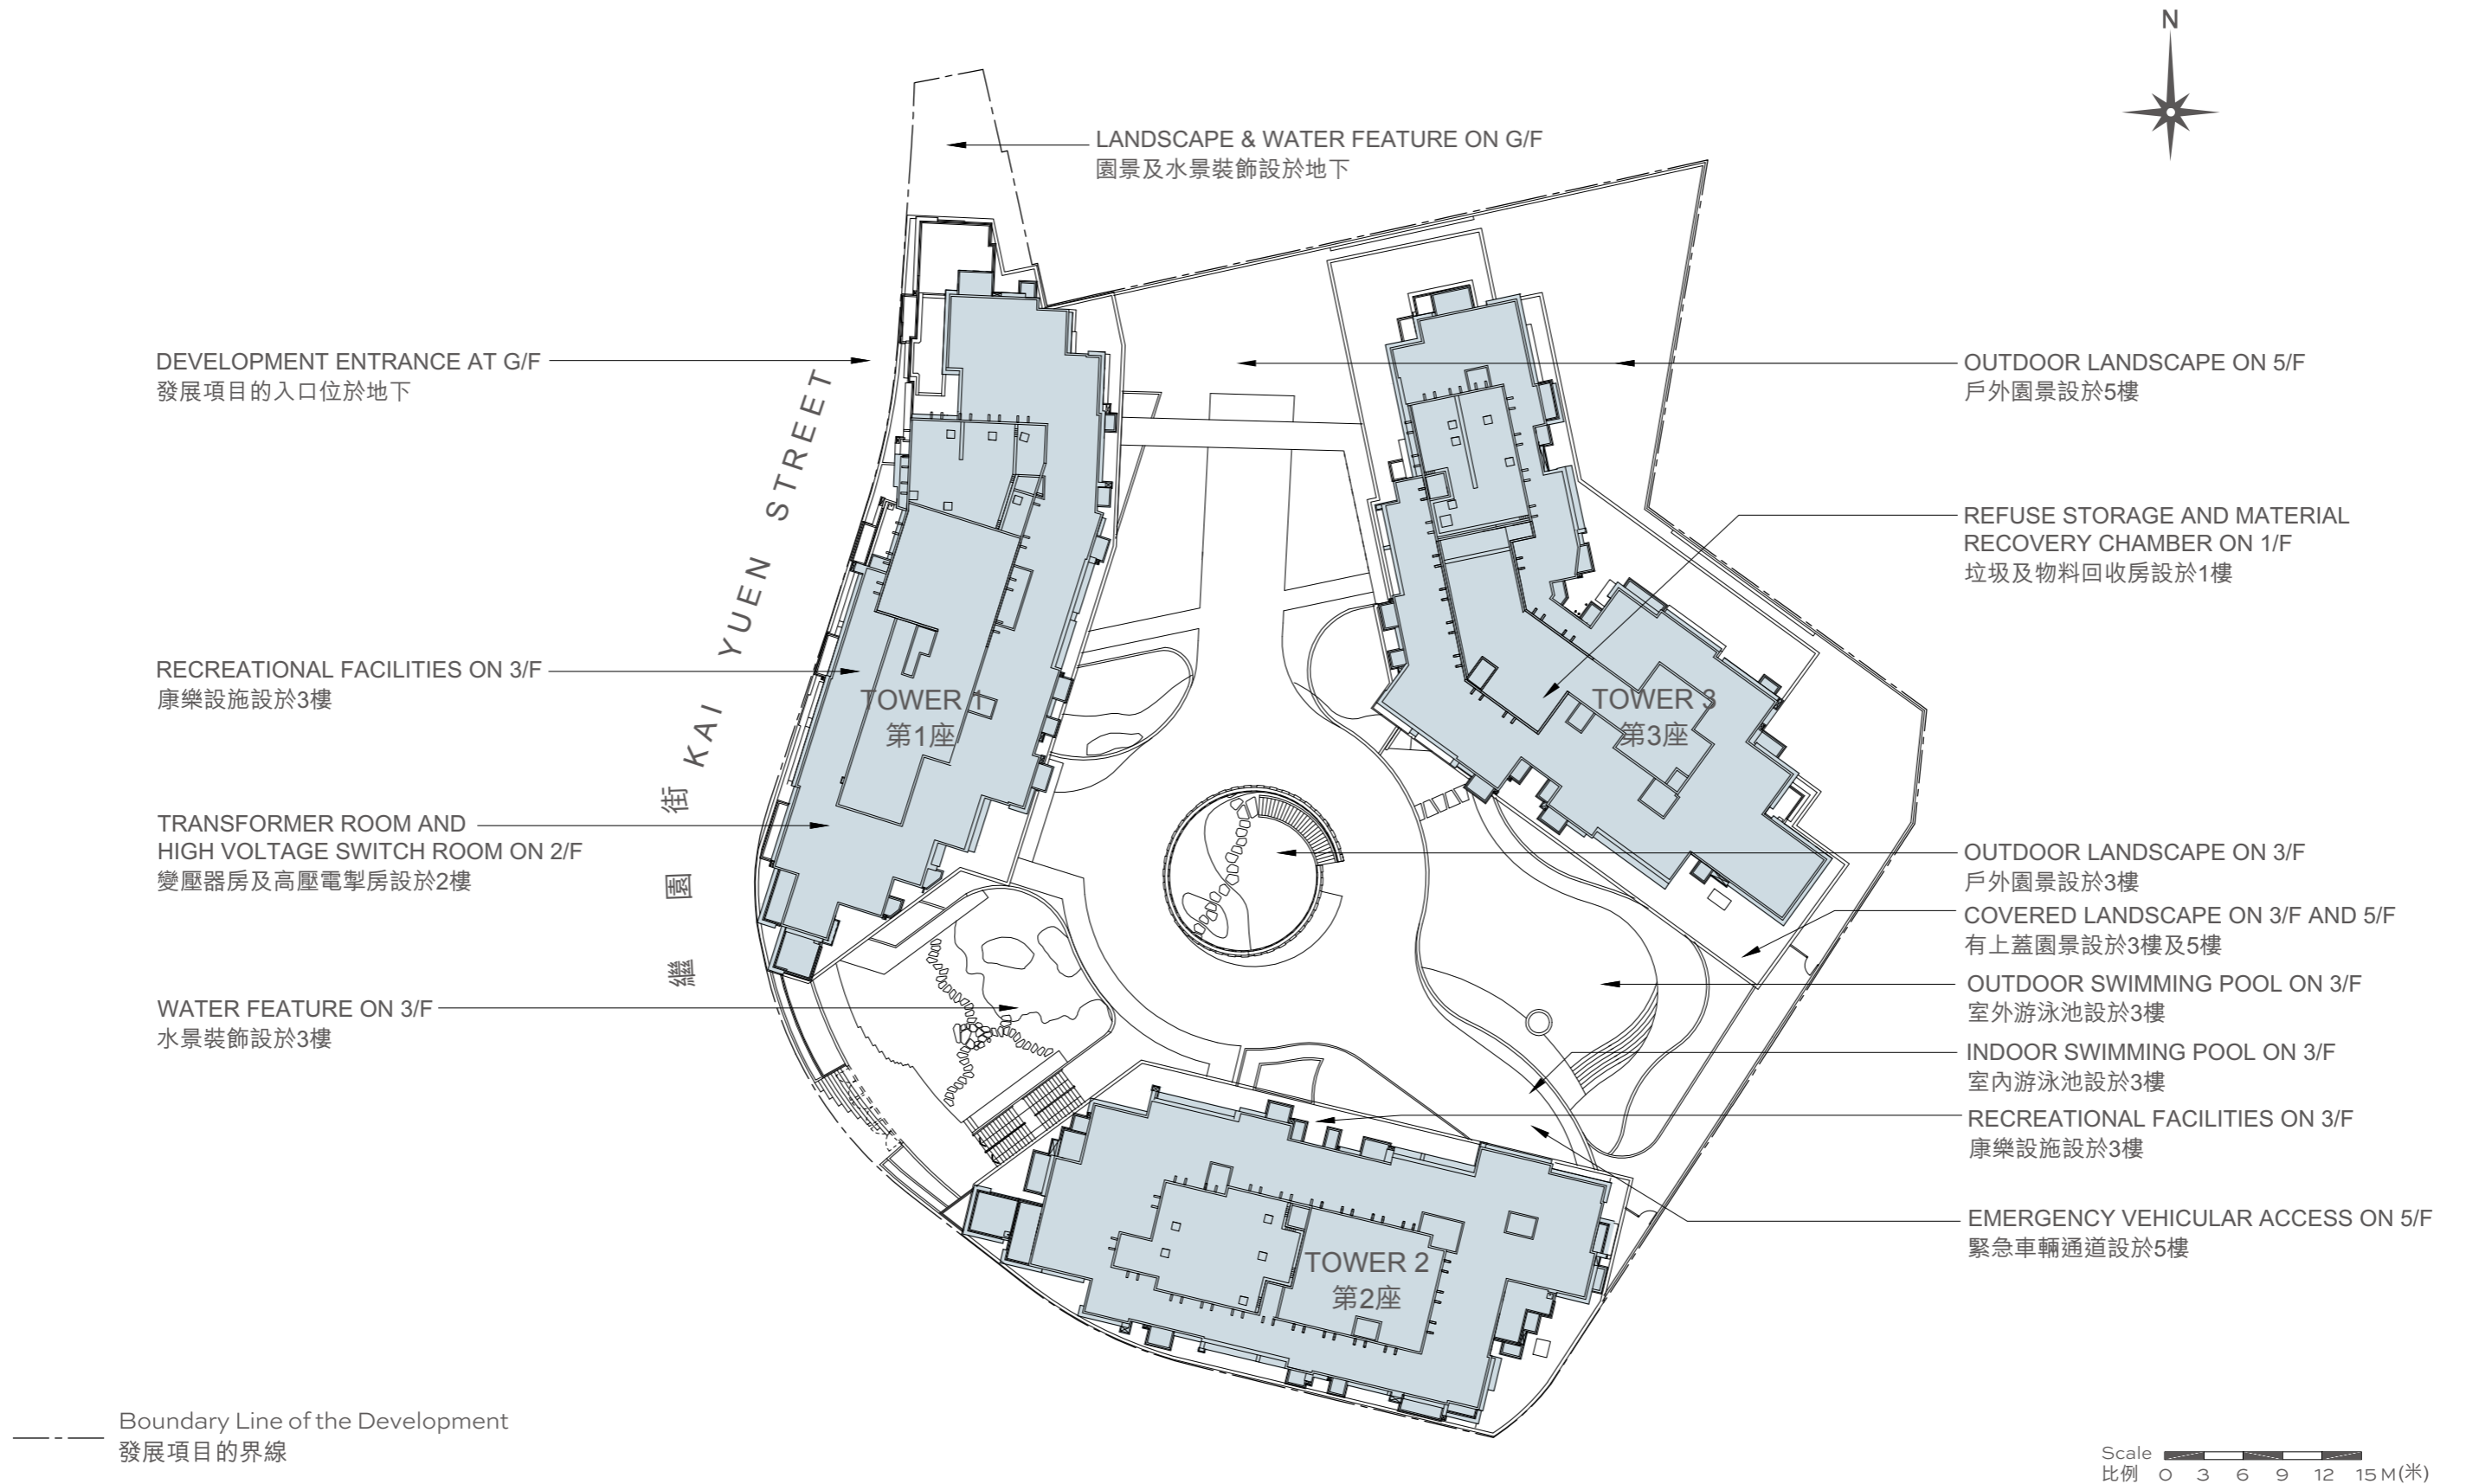 N
LANDSCAPE & WATER FEATURE ON G/F
園景及水景裝飾設於地下
DEVELOPMENT ENTRANCE AT G/F
發展項目的入口位於地下
OUTDOOR LANDSCAPE ON 5/F
戶外園景設於5樓
REFUSE STORAGE AND MATERIAL
RECOVERY CHAMBER ON 1/F
垃圾及物料回收房設於1樓
RECREATIONAL FACILITIES ON 3/F
康樂設施設於3樓
TOWER 1
第1座
TOWER 3
第3座
繼園街 KAI YUEN STREET
TRANSFORMER ROOM AND
HIGH VOLTAGE SWITCH ROOM ON 2/F
變壓器房及高壓電掣房設於2樓
OUTDOOR LANDSCAPE ON 3/F
戶外園景設於3樓
COVERED LANDSCAPE ON 3/F AND 5/F
有上蓋園景設於3樓及5樓
OUTDOOR SWIMMING POOL ON 3/F
室外游泳池設於3樓
WATER FEATURE ON 3/F
水景裝飾設於3樓
INDOOR SWIMMING POOL ON 3/F
室內游泳池設於3樓
RECREATIONAL FACILITIES ON 3/F
康樂設施設於3樓
EMERGENCY VEHICULAR ACCESS ON 5/F
緊急車輛通道設於5樓
TOWER 2
第2座
Boundary Line of the Development
發展項目的界線
Scale
比例 0 3 6 9 12 15 M(米)